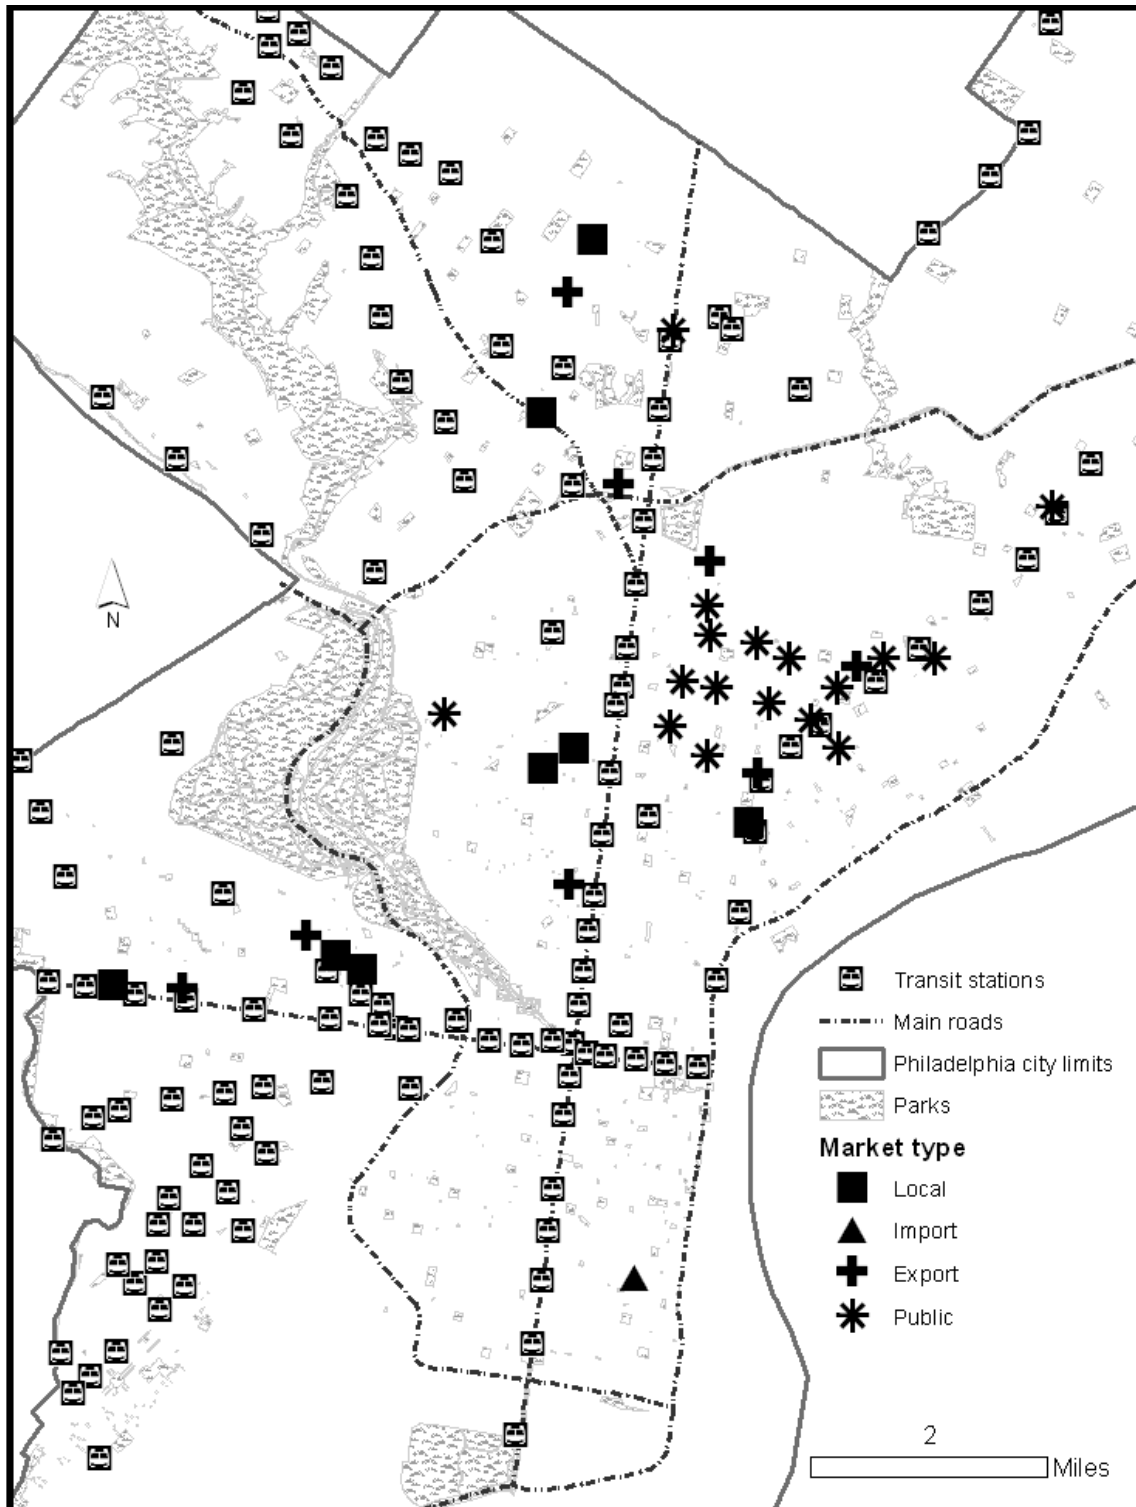 N
Transit stations
Main roads
Philadelphia city limits
Parks
Market type
Local
Import
Export
Public
2
Miles